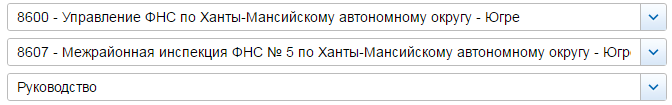 8600 - Управление ФНС по Ханты-Мансийскому автономному округу - Югре
8607 - Межрайонная инспекция ФНС № 5 по Ханты-Мансийскому автономному округу - Югре
Руководство